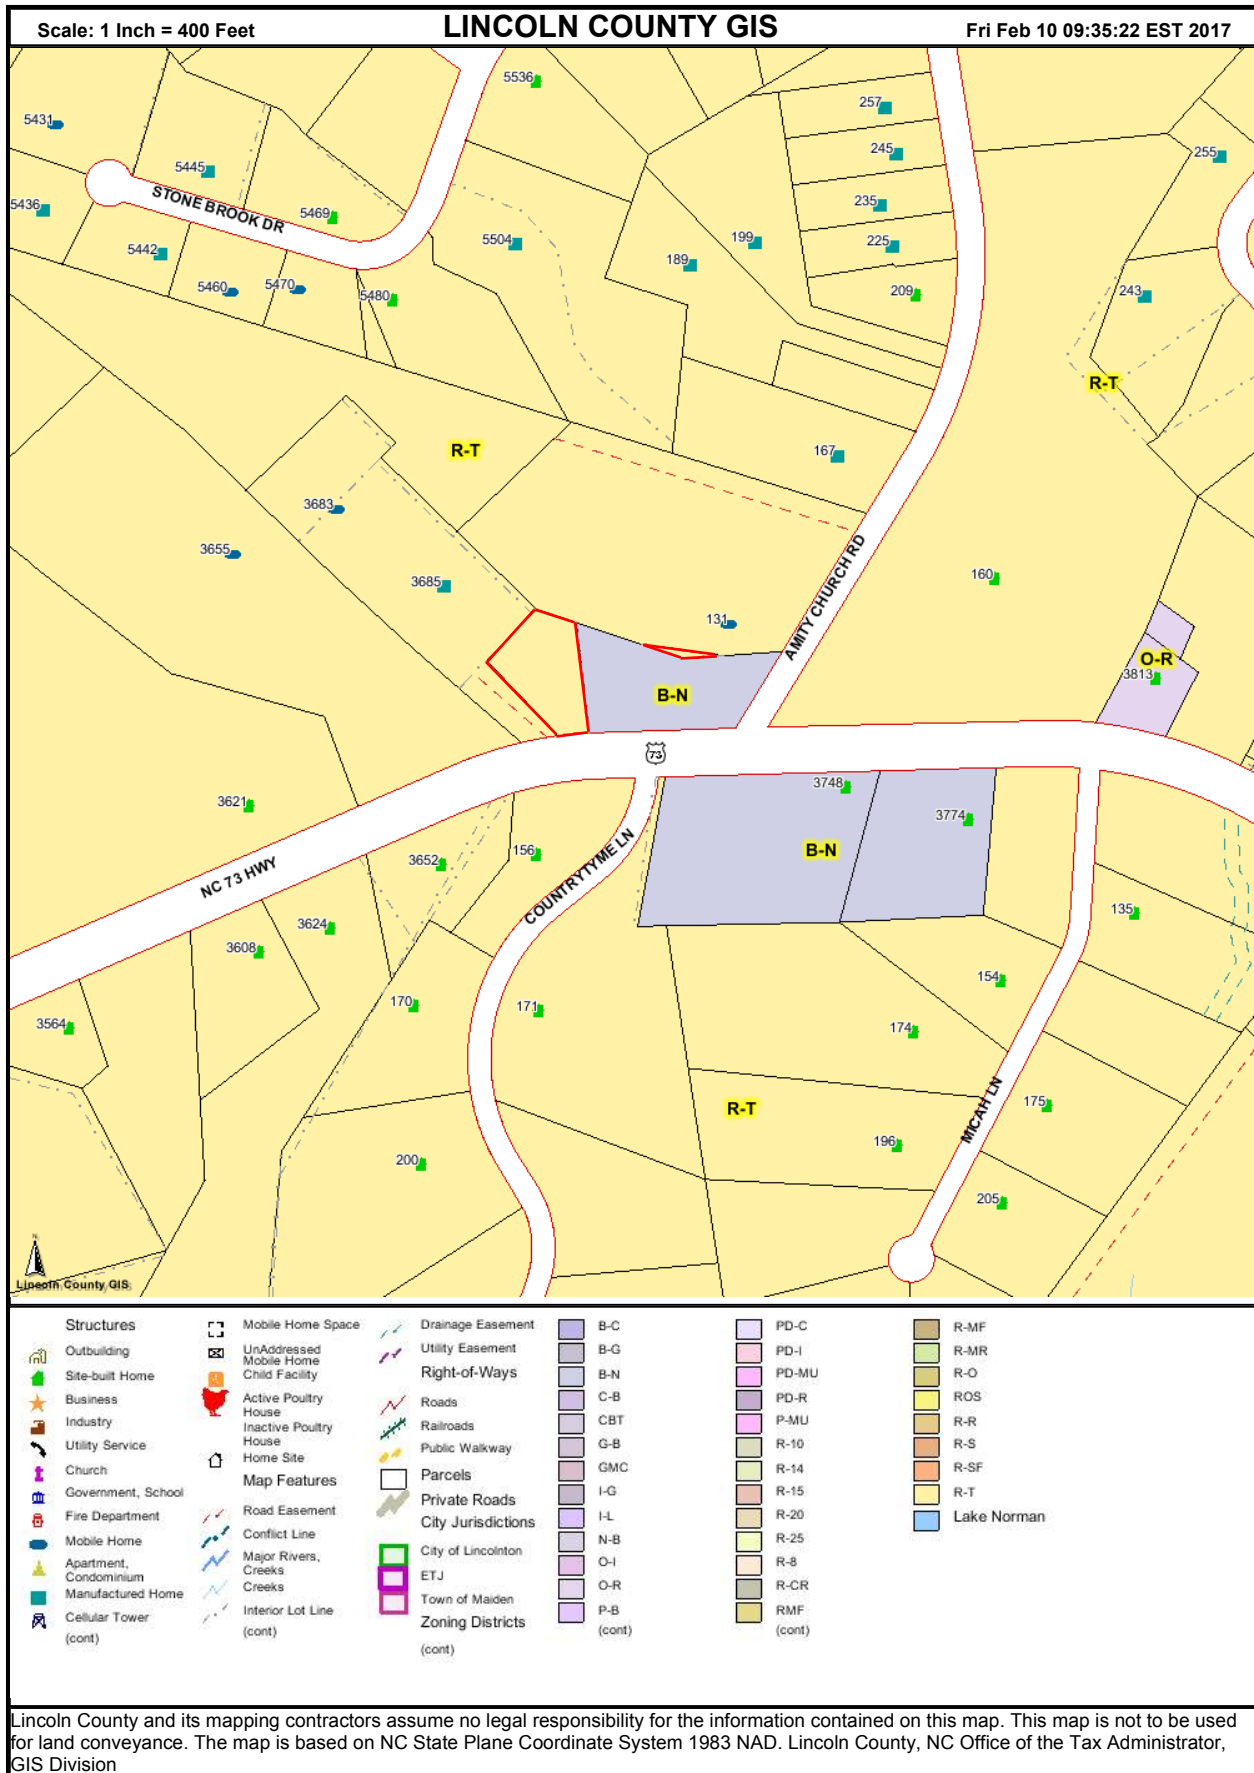 Scale: 1 Inch = 400 Feet
LINCOLN COUNTY GIS
Fri Feb 10 09:35:22 EST 2017
5536
257
5431
245
255
5445
STONE BROOK DR
5436
5469
235
5442
5504
199
225
189
5460
5470
5480
209
243
R-T
R-T
167
3683
3655
AMITY CHURCH RD
3685
160
131
O-R
3813
B-N
73
3748
3621
3774
B-N
NC 73 HWY
3652
156
COUNTRYTYME LN
135
3624
3608
154
170
171
3564
174
MICAH LN
175
R-T
196
200
205
N
Lincoln County GIS
Structures
Outbuilding
Site-built Home
Business
Industry
Utility Service
Church
Government, School
Fire Department
Mobile Home
Apartment,
Condominium
Manufactured Home
Cellular Tower
(cont)
Mobile Home Space
UnAddressed
Mobile Home
Child Facility
Active Poultry
House
Inactive Poultry
House
Home Site
Map Features
Road Easement
Conflict Line
Major Rivers,
Creeks
Creeks
Interior Lot Line
(cont)
Drainage Easement
Utility Easement
Right-of-Ways
Roads
Railroads
Public Walkway
Parcels
Private Roads
City Jurisdictions
City of Lincolnton
ETJ
Town of Maiden
Zoning Districts
(cont)
B-C
B-G
B-N
C-B
CBT
G-B
GMC
I-G
I-L
N-B
O-I
O-R
P-B
(cont)
PD-C
PD-I
PD-MU
PD-R
P-MU
R-10
R-14
R-15
R-20
R-25
R-8
R-CR
RMF
(cont)
R-MF
R-MR
R-O
ROS
R-R
R-S
R-SF
R-T
Lake Norman
Lincoln County and its mapping contractors assume no legal responsibility for the information contained on this map. This map is not to be used
for land conveyance. The map is based on NC State Plane Coordinate System 1983 NAD. Lincoln County, NC Office of the Tax Administrator,
GIS Division